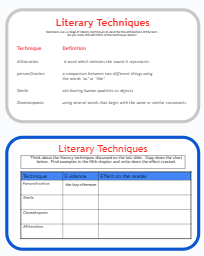 Literary Techniques
Technique Definition
Alliteration A word which imitates the sound it represents
personification a comparison between two different things using
the words 'as' or 'like'
Simile attributing human qualities to objects
Onomatopoeia using several words that begin with the same or similar consonants
Literary Techniques
Think about the literary techniques discussed on the last slide. Copy down the chart
below. Find examples in the fifth chapter and write down the effect created.
Technique Evidence Effect on the reader
Personification the lazy afternoon
Simile
Onomatopoeia
Alliteration